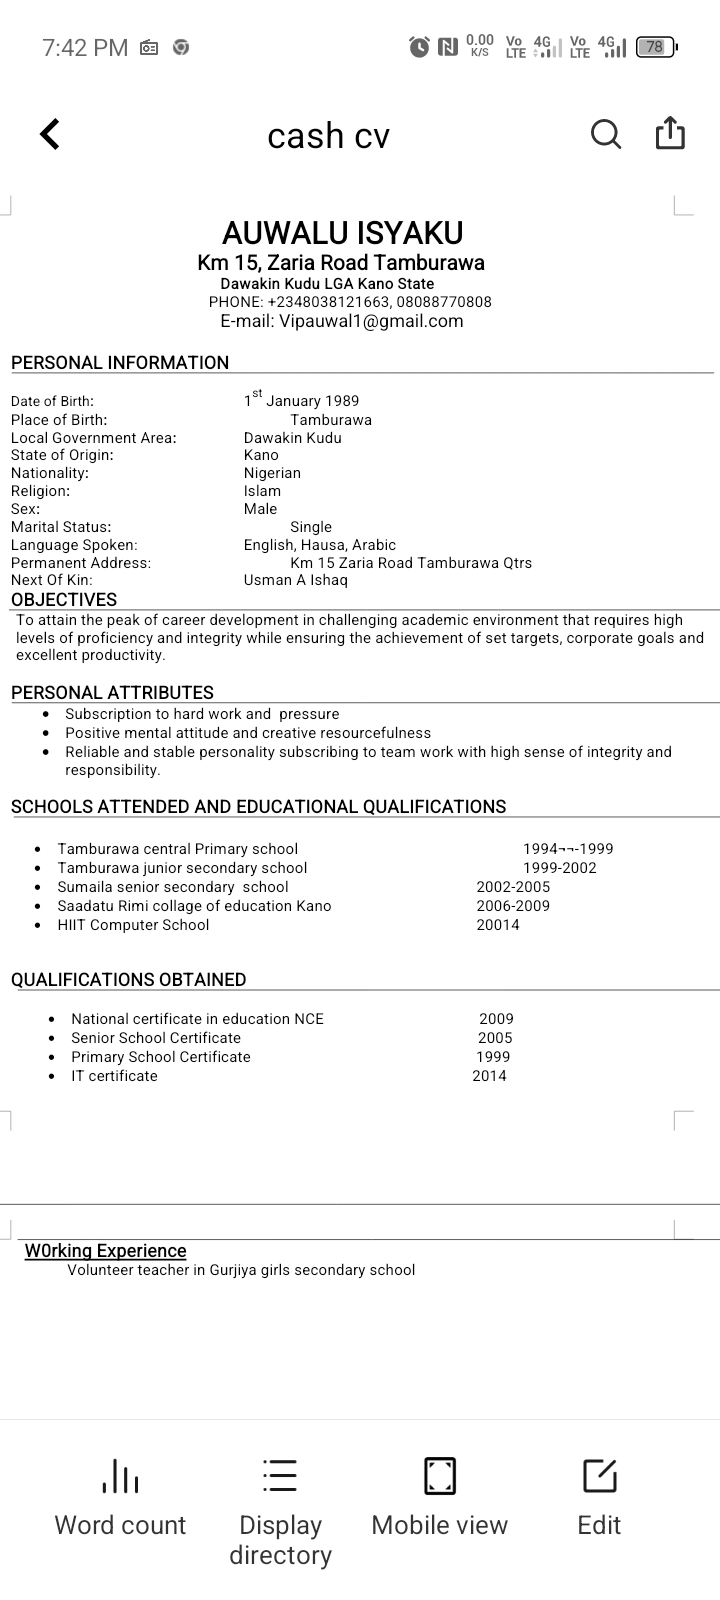 7:42 PM 0.00 K/S Vo LTE 4G Vo LTE 4G 78
cash cv
AUWALU ISYAKU
Km 15, Zaria Road Tamburawa
Dawakin Kudu LGA Kano State
PHONE: +2348038121663, 08088770808
E-mail: Vipauwal1@gmail.com
PERSONAL INFORMATION
Date of Birth: 1st January 1989
Place of Birth: Tamburawa
Local Government Area: Dawakin Kudu
State of Origin: Kano
Nationality: Nigerian
Religion: Islam
Sex: Male
Marital Status: Single
Language Spoken: English, Hausa, Arabic
Permanent Address: Km 15 Zaria Road Tamburawa Qtrs
Next Of Kin: Usman A Ishaq
OBJECTIVES
To attain the peak of career development in challenging academic environment that requires high
levels of proficiency and integrity while ensuring the achievement of set targets, corporate goals and
excellent productivity.
PERSONAL ATTRIBUTES
• Subscription to hard work and  pressure
• Positive mental attitude and creative resourcefulness
• Reliable and stable personality subscribing to team work with high sense of integrity and
responsibility.
SCHOOLS ATTENDED AND EDUCATIONAL QUALIFICATIONS
• Tamburawa central Primary school 1994¬¬-1999
• Tamburawa junior secondary school 1999-2002
• Sumaila senior secondary  school 2002-2005
• Saadatu Rimi collage of education Kano 2006-2009
• HIIT Computer School 20014
QUALIFICATIONS OBTAINED
• National certificate in education NCE 2009
• Senior School Certificate 2005
• Primary School Certificate 1999
• IT certificate 2014
W0rking Experience
Volunteer teacher in Gurjiya girls secondary school
Word count
Display directory
Mobile view
Edit